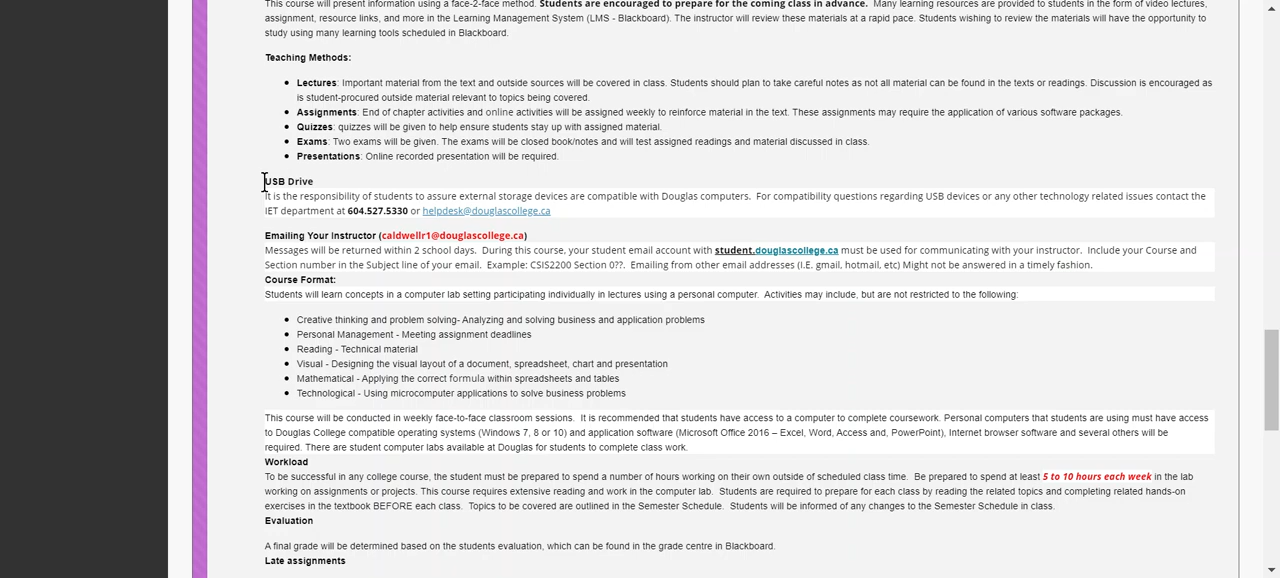 This course will present information using a face-2-face method. Students are encouraged to prepare for the coming class in advance. Many learning resources are provided to students in the form of video lectures,
assignment, resource links, and more in the Learning Management System (LMS - Blackboard). The instructor will review these materials at a rapid pace. Students wishing to review the materials will have the opportunity to
study using many learning tools scheduled in Blackboard.
Teaching Methods:
• Lectures: Important material from the text and outside sources will be covered in class. Students should plan to take careful notes as not all material can be found in the texts or readings. Discussion is encouraged as
is student-procured outside material relevant to topics being covered.
• Assignments: End of chapter activities and online activities will be assigned weekly to reinforce material in the text. These assignments may require the application of various software packages.
• Quizzes: quizzes will be given to help ensure students stay up with assigned material.
• Exams: Two exams will be given. The exams will be closed book/notes and will test assigned readings and material discussed in class.
• Presentations: Online recorded presentation will be required.
USB Drive
It is the responsibility of students to assure external storage devices are compatible with Douglas computers. For compatibility questions regarding USB devices or any other technology related issues contact the
IET department at 604.527.5330 or helpdesk@douglascollege.ca
Emailing Your Instructor (caldwellr1@douglascollege.ca)
Messages will be returned within 2 school days. During this course, your student email account with student.douglascollege.ca must be used for communicating with your instructor. Include your Course and
Section number in the Subject line of your email. Example: CSIS2200 Section 0??. Emailing from other email addresses (I.E. gmail, hotmail, etc) Might not be answered in a timely fashion.
Course Format:
Students will learn concepts in a computer lab setting participating individually in lectures using a personal computer. Activities may include, but are not restricted to the following:
• Creative thinking and problem solving- Analyzing and solving business and application problems
• Personal Management - Meeting assignment deadlines
• Reading - Technical material
• Visual - Designing the visual layout of a document, spreadsheet, chart and presentation
• Mathematical - Applying the correct formula within spreadsheets and tables
• Technological - Using microcomputer applications to solve business problems
This course will be conducted in weekly face-to-face classroom sessions. It is recommended that students have access to a computer to complete coursework. Personal computers that students are using must have access
to Douglas College compatible operating systems (Windows 7, 8 or 10) and application software (Microsoft Office 2016 – Excel, Word, Access and, PowerPoint), Internet browser software and several others will be
required. There are student computer labs available at Douglas for students to complete class work.
Workload
To be successful in any college course, the student must be prepared to spend a number of hours working on their own outside of scheduled class time. Be prepared to spend at least 5 to 10 hours each week in the lab
working on assignments or projects. This course requires extensive reading and work in the computer lab. Students are required to prepare for each class by reading the related topics and completing related hands-on
exercises in the textbook BEFORE each class. Topics to be covered are outlined in the Semester Schedule. Students will be informed of any changes to the Semester Schedule in class.
Evaluation
A final grade will be determined based on the students evaluation, which can be found in the grade centre in Blackboard.
Late assignments